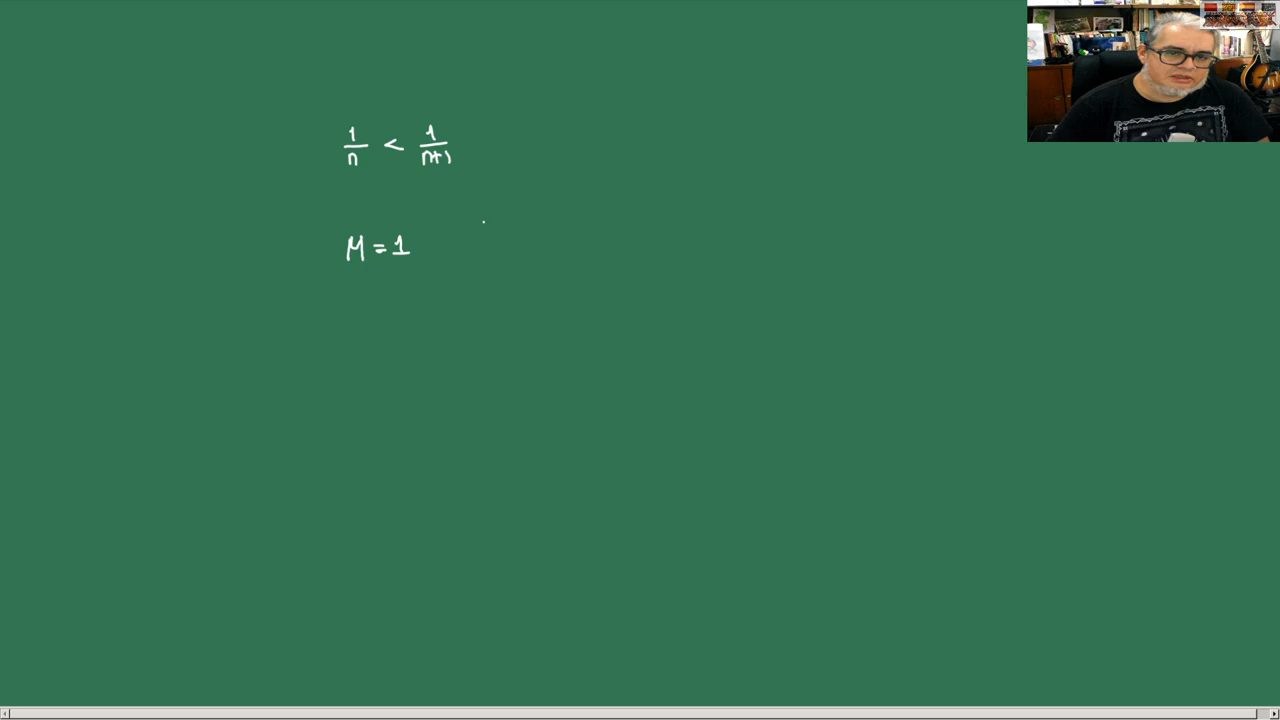 1/n < 1/n+1
M = 1